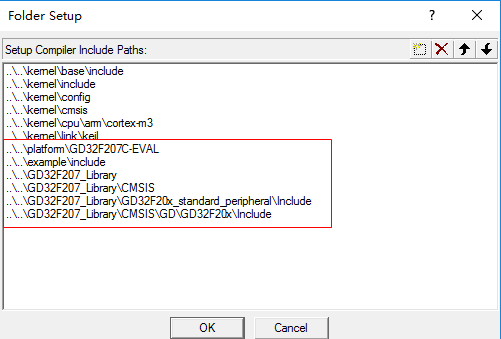 Folder Setup
?
Setup Compiler Include Paths:
..\..\kernel\base\include
..\..\kernel\include
..\..\kernel\config
..\..\kernel\cmsis
..\..\kernel\cpu\arm\cortex-m3
..\..\kernel\link\keil
..\..\platform\GD32F207C-EVAL
..\..\example\include
..\..\GD32F207_Library
..\..\GD32F207_Library\CMSIS
..\..\GD32F207_Library\GD32F20x_standard_peripheral\Include
..\..\GD32F207_Library\CMSIS\GD\GD32F20x\Include
OK
Cancel